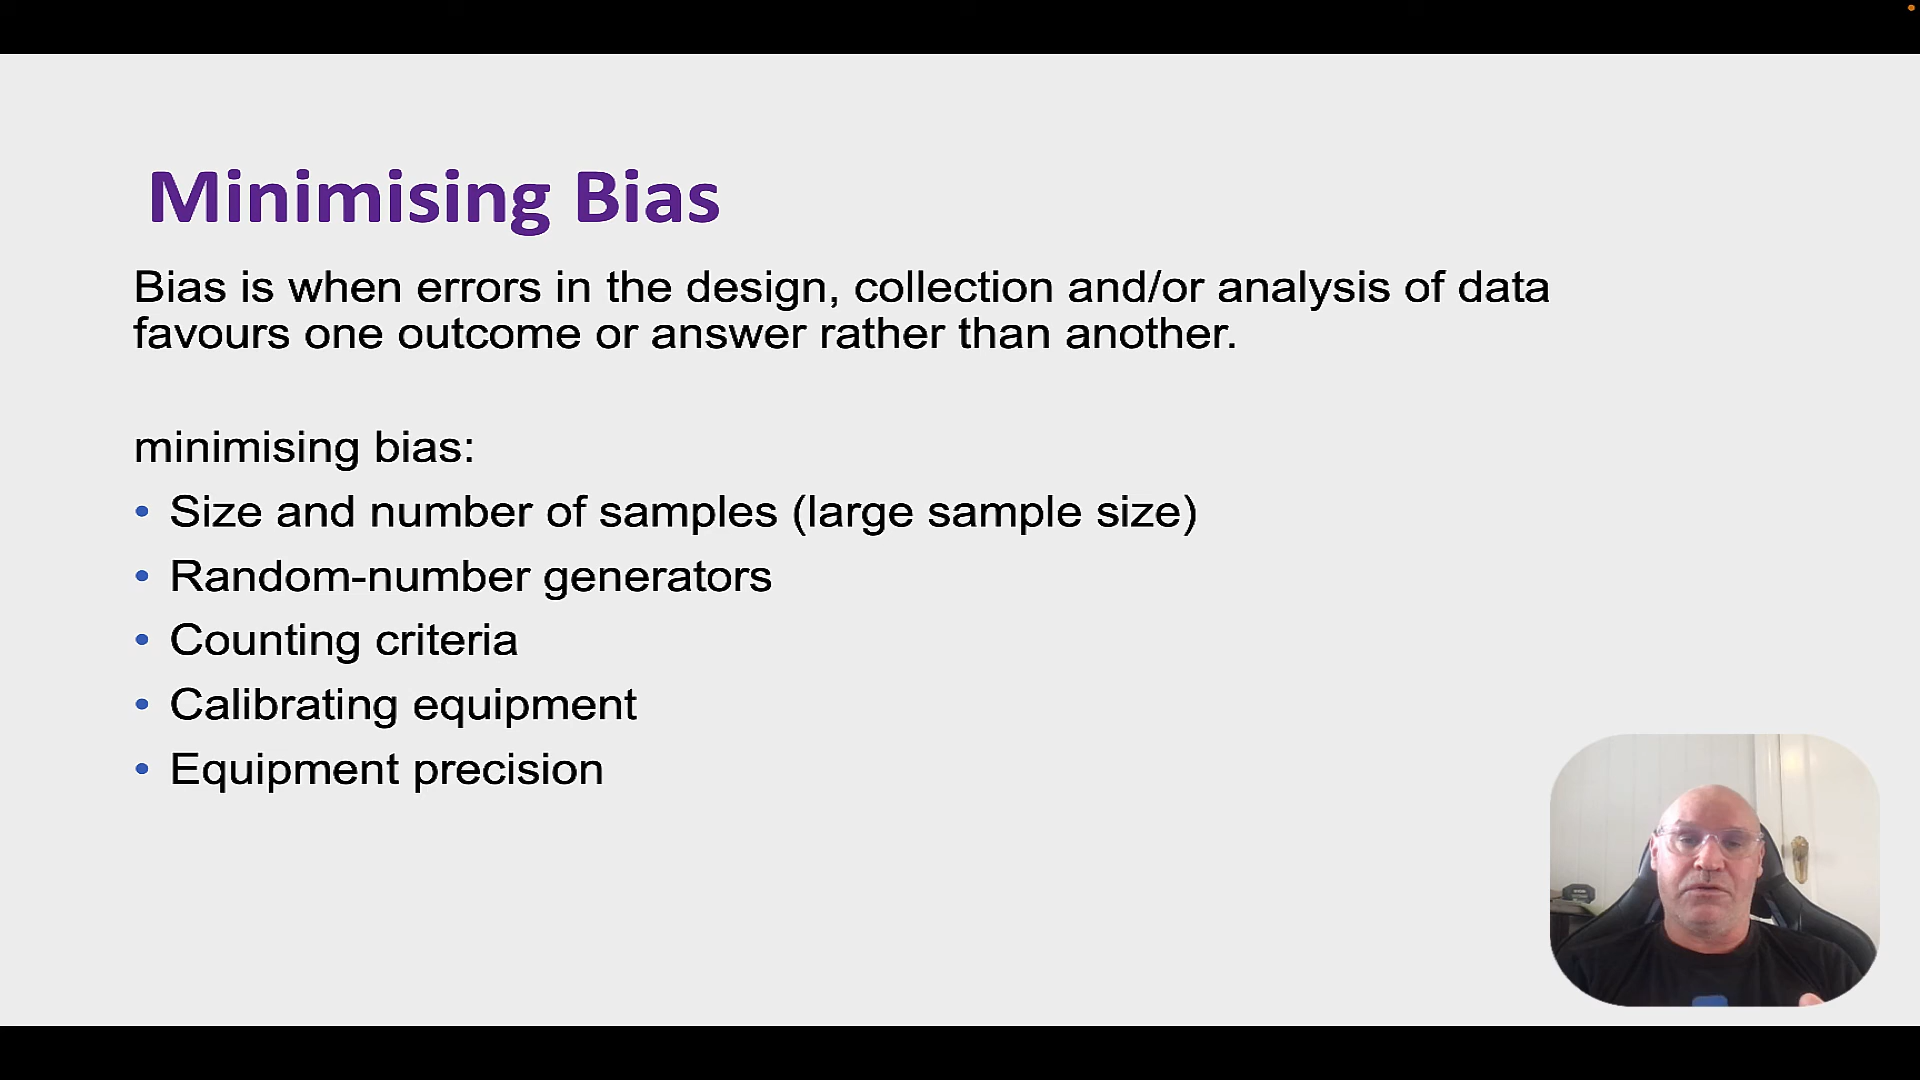 Minimising Bias
Bias is when errors in the design, collection and/or analysis of data
favours one outcome or answer rather than another.
minimising bias:
• Size and number of samples (large sample size)
• Random-number generators
• Counting criteria
• Calibrating equipment
• Equipment precision